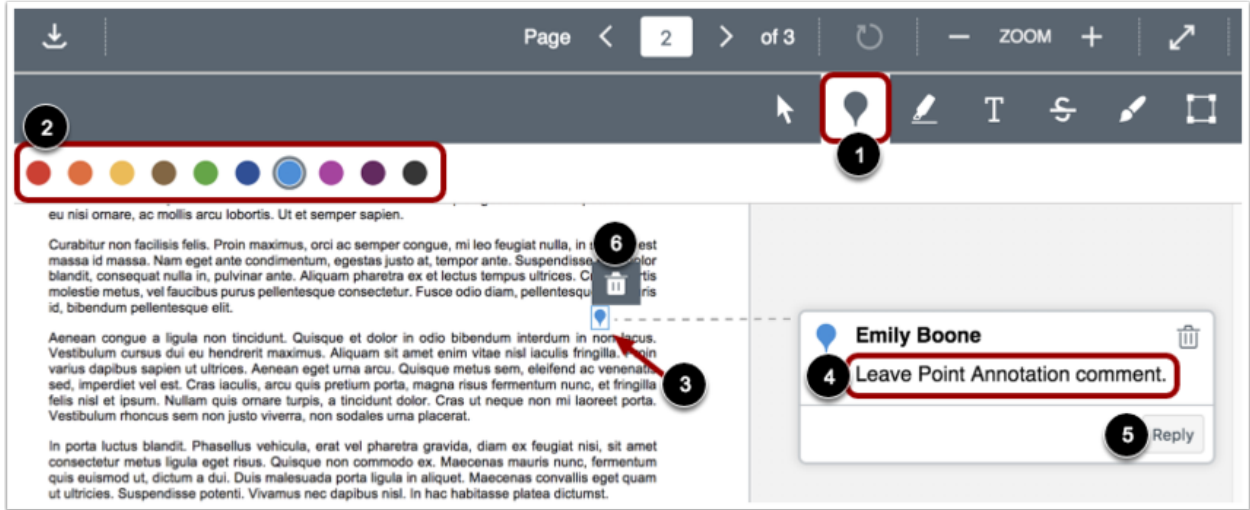 Page 2 of 3 ZOOM
T S
1
2
eu nisi ornare, ac mollis arcu lobortis. Ut et semper sapien.
Curabitur non facilisis felis. Proin maximus, orci ac semper congue, mi leo feugiat nulla, in est
massa id massa. Nam eget ante condimentum, egestas justo at, tempor ante. Suspendisse olor
blandit, consequat nulla in, pulvinar ante. Aliquam pharetra ex et lectus tempus ultrices. C rtis
molestie metus, vel faucibus purus pellentesque consectetur. Fusce odio diam, pellentesqu ris
id, bibendum pellentesque elit.
6
Aenean congue a ligula non tincidunt. Quisque et dolor in odio bibendum interdum in non lacus.
Vestibulum cursus dui eu hendrerit maximus. Aliquam sit amet enim vitae nisl iaculis fringilla. Proin
varius dapibus sapien ut ultrices. Aenean eget urna arcu. Quisque metus sem, eleifend ac venenatis
sed, imperdiet vel est. Cras iaculis, arcu quis pretium porta, magna risus fermentum nunc, et fringilla
felis nisl et ipsum. Nullam quis ornare turpis, a tincidunt dolor. Cras ut neque non mi laoreet porta.
Vestibulum rhoncus sem non justo viverra, non sodales urna placerat.
3
In porta luctus blandit. Phasellus vehicula, erat vel pharetra gravida, diam ex feugiat nisi, sit amet
consectetur metus ligula eget risus. Quisque non commodo ex. Maecenas mauris nunc, fermentum
quis euismod ut, dictum a dui. Duis malesuada porta ligula in aliquet. Maecenas convallis eget quam
ut ultricies. Suspendisse potenti. Vivamus nec dapibus nisl. In hac habitasse platea dictumst.
Emily Boone
4 Leave Point Annotation comment.
5 Reply